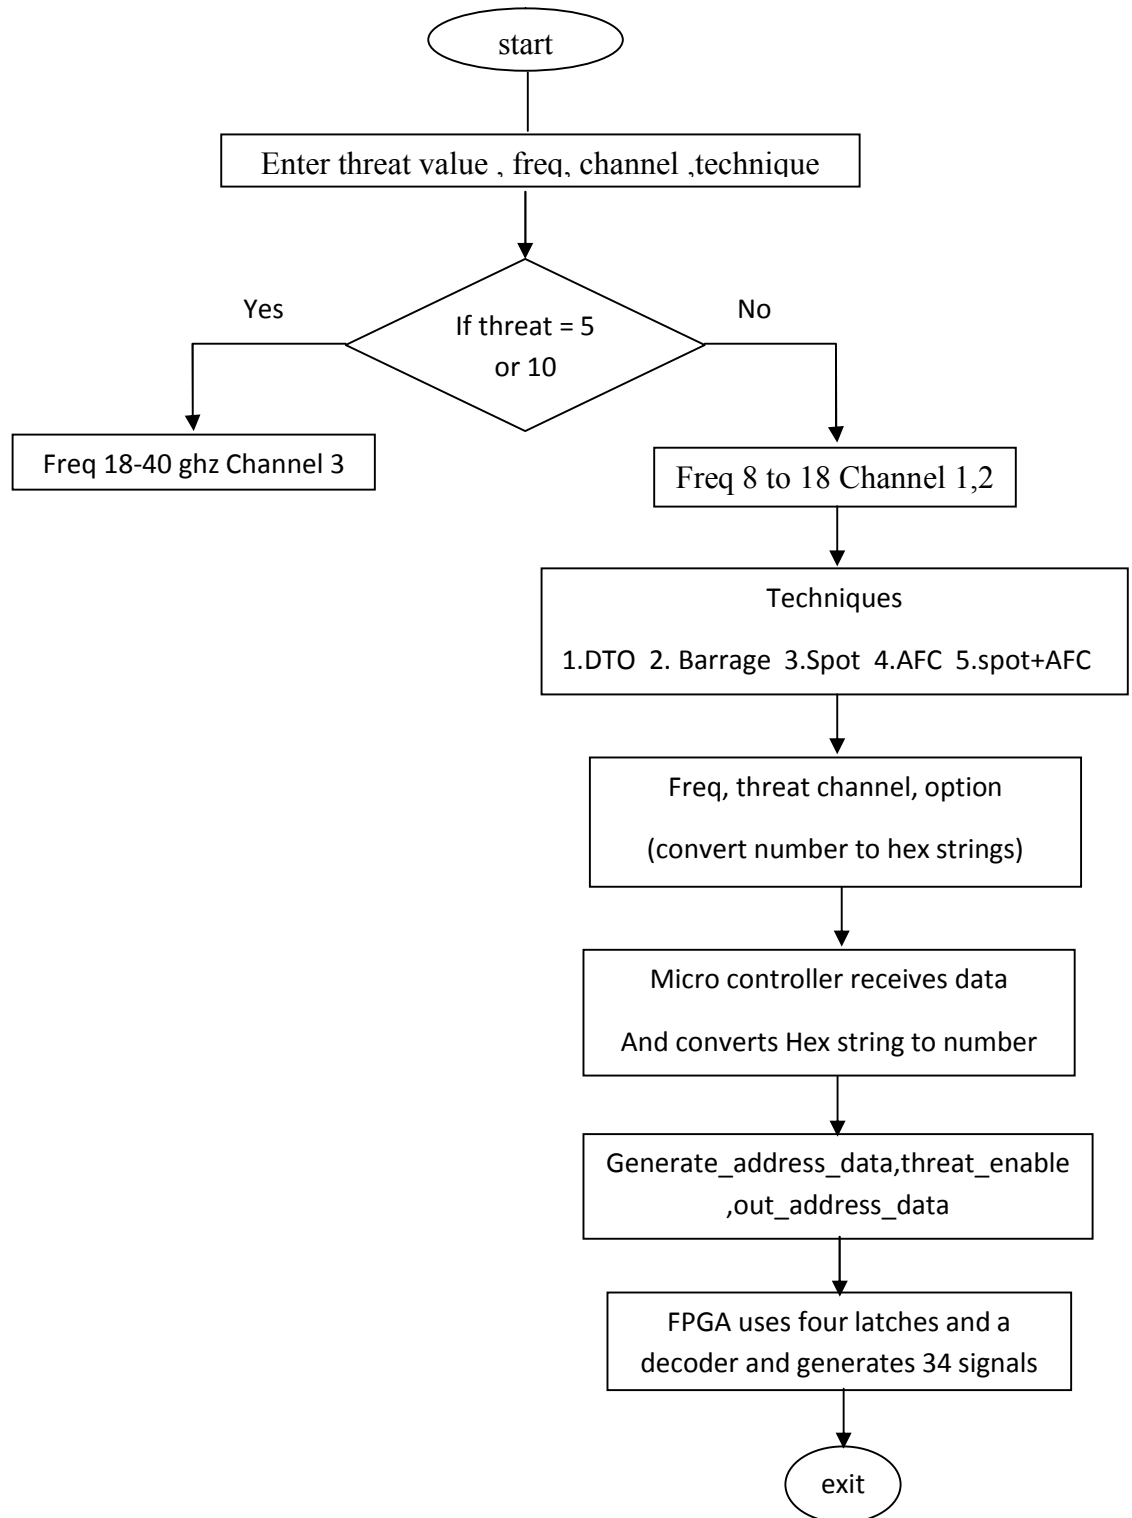 start
Enter threat value , freq, channel ,technique
Yes
If threat = 5
or 10
No
Freq 18-40 ghz Channel 3
Freq 8 to 18 Channel 1,2
Techniques
1.DTO 2. Barrage 3.Spot 4.AFC 5.spot+AFC
Freq, threat channel, option
(convert number to hex strings)
Micro controller receives data
And converts Hex string to number
Generate_address_data,threat_enable
,out_address_data
FPGA uses four latches and a
decoder and generates 34 signals
exit